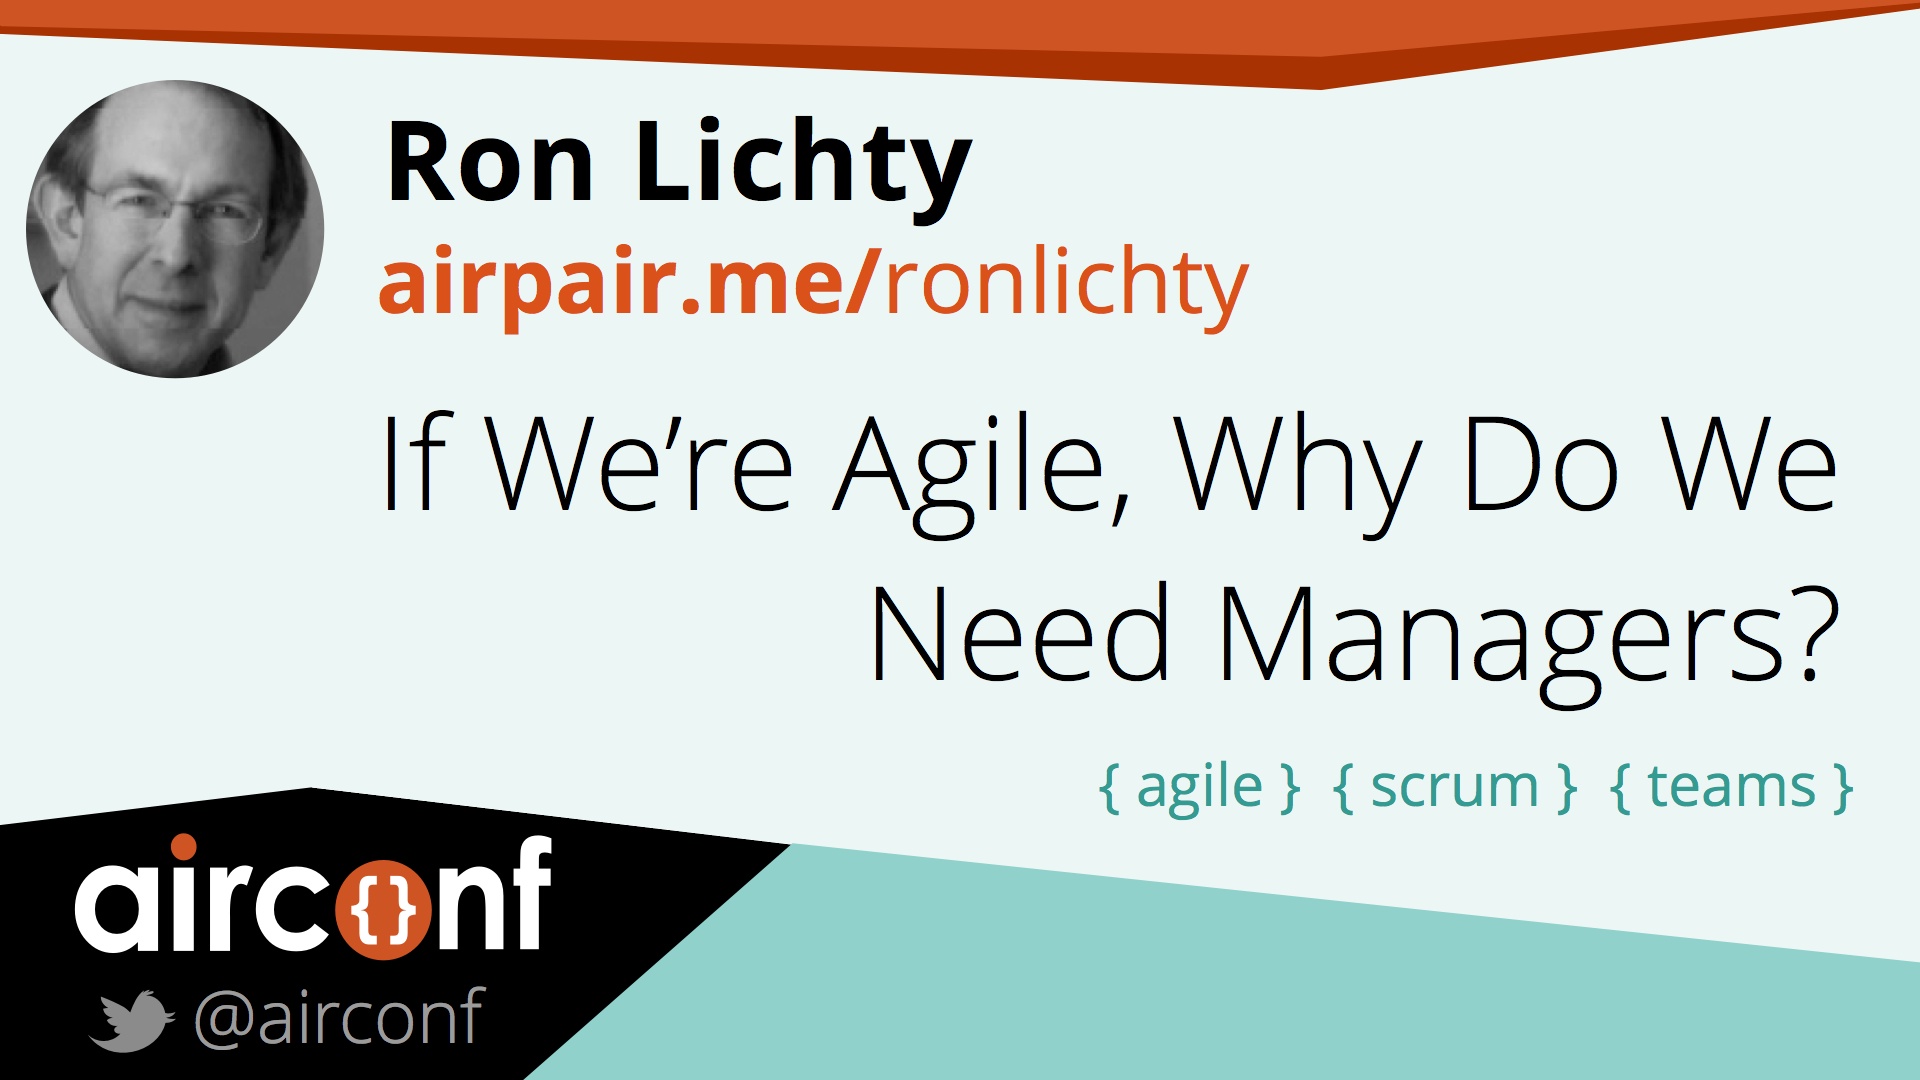 Ron Lichty
airpair.me/ronlichty
If We’re Agile, Why Do We
Need Managers?
{ agile } { scrum } { teams }
airc{}nf
@airconf